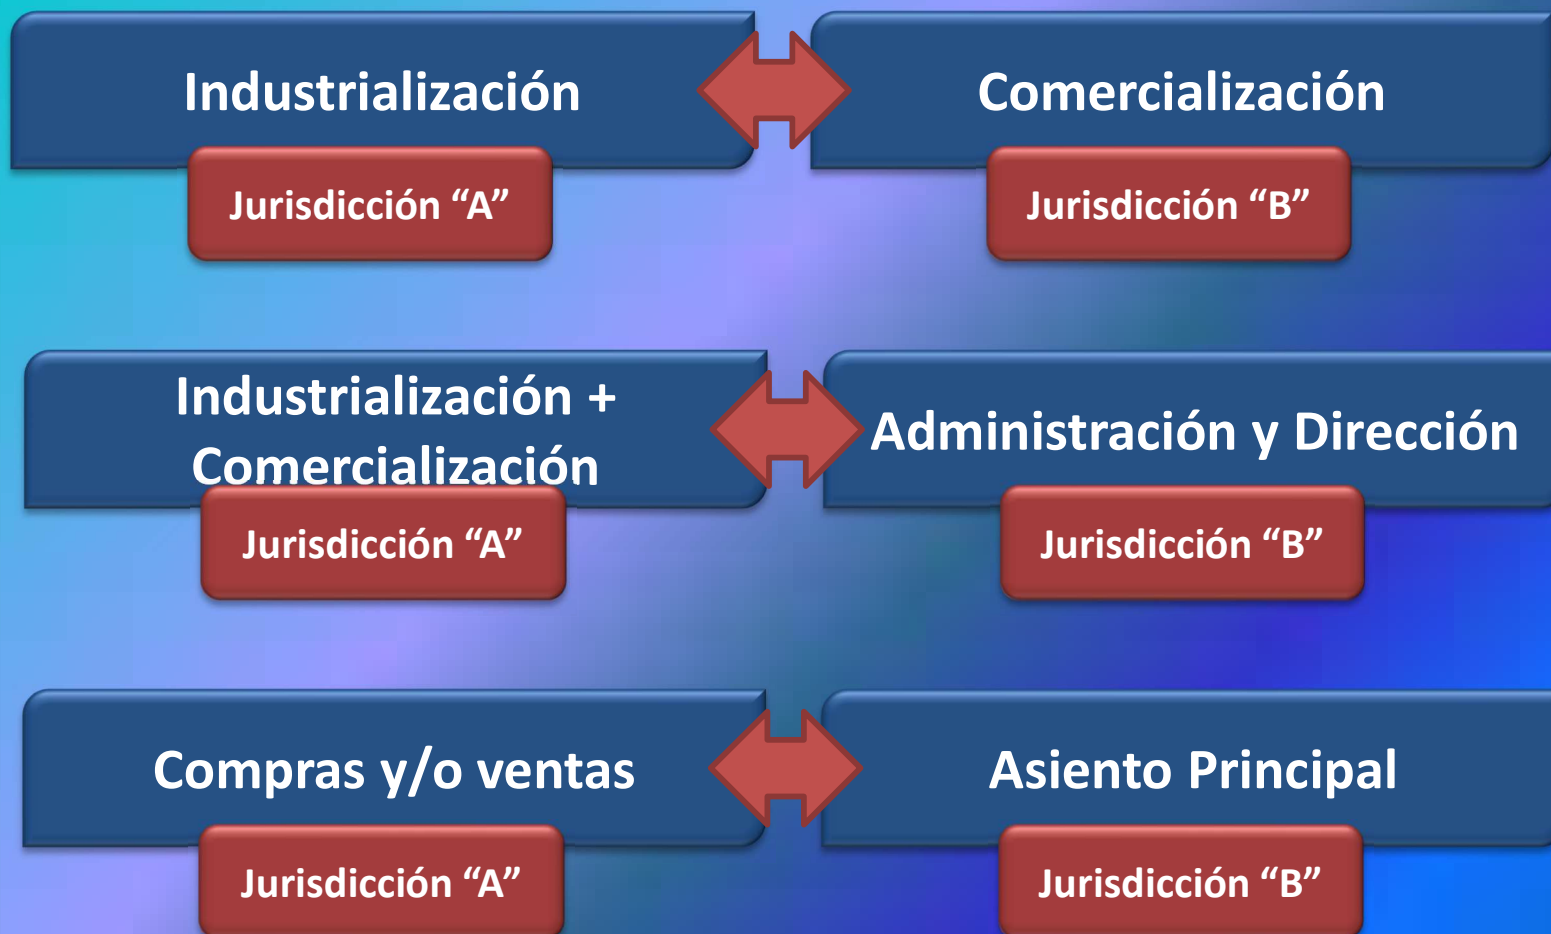 Industrialización
Comercialización
Jurisdicción “A”
Jurisdicción “B”
Industrialización +
Comercialización
Administración y Dirección
Jurisdicción “A”
Jurisdicción “B”
Compras y/o ventas
Asiento Principal
Jurisdicción “A”
Jurisdicción “B”